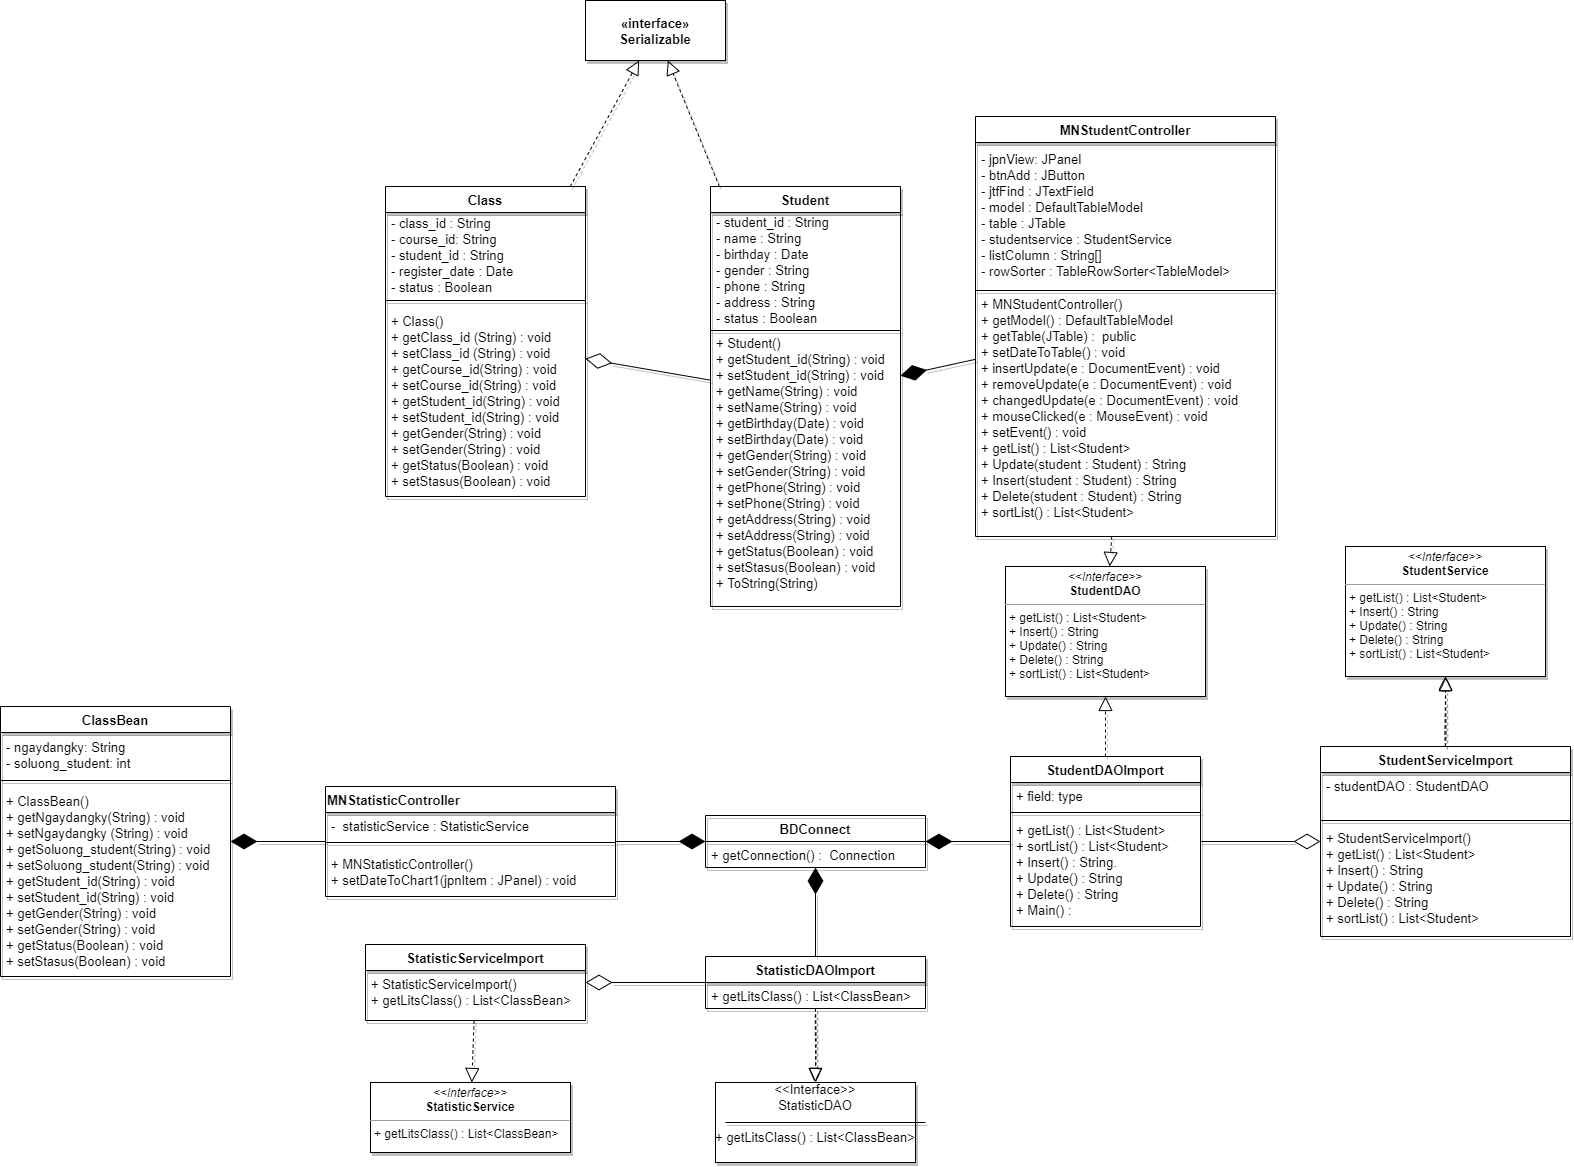 «interface»
Serializable
Class
- class_id : String
- course_id: String
- student_id : String
- register_date : Date
- status : Boolean
+ Class()
+ getClass_id (String) : void
+ setClass_id (String) : void
+ getCourse_id(String) : void
+ setCourse_id(String) : void
+ getStudent_id(String) : void
+ setStudent_id(String) : void
+ getGender(String) : void
+ setGender(String) : void
+ getStatus(Boolean) : void
+ setStasus(Boolean) : void
Student
- student_id : String
- name : String
- birthday : Date
- gender : String
- phone : String
- address : String
- status : Boolean
+ Student()
+ getStudent_id(String) : void
+ setStudent_id(String) : void
+ getName(String) : void
+ setName(String) : void
+ getBirthday(Date) : void
+ setBirthday(Date) : void
+ getGender(String) : void
+ setGender(String) : void
+ getPhone(String) : void
+ setPhone(String) : void
+ getAddress(String) : void
+ setAddress(String) : void
+ getStatus(Boolean) : void
+ setStasus(Boolean) : void
+ ToString(String)
MNStudentController
- jpnView: JPanel
- btnAdd : JButton
- jtfFind : JTextField
- model : DefaultTableModel
- table : JTable
- studentservice : StudentService
- listColumn : String[]
- rowSorter : TableRowSorter<TableModel>
+ MNStudentController()
+ getModel() : DefaultTableModel
+ getTable(JTable) : public
+ setDateToTable() : void
+ insertUpdate(e : DocumentEvent) : void
+ removeUpdate(e : DocumentEvent) : void
+ changedUpdate(e : DocumentEvent) : void
+ mouseClicked(e : MouseEvent) : void
+ setEvent() : void
+ getList() : List<Student>
+ Update(student : Student) : String
+ Insert(student : Student) : String
+ Delete(student : Student) : String
+ sortList() : List<Student>
<<Interface>>
StudentDAO
+ getList() : List<Student>
+ Insert() : String
+ Update() : String
+ Delete() : String
+ sortList() : List<Student>
<<Interface>>
StudentService
+ getList() : List<Student>
+ Insert() : String
+ Update() : String
+ Delete() : String
+ sortList() : List<Student>
ClassBean
- ngaydangky: String
- soluong_student: int
+ ClassBean()
+ getNgaydangky(String) : void
+ setNgaydangky (String) : void
+ getSoluong_student(String) : void
+ setSoluong_student(String) : void
+ getStudent_id(String) : void
+ setStudent_id(String) : void
+ getGender(String) : void
+ setGender(String) : void
+ getStatus(Boolean) : void
+ setStasus(Boolean) : void
MNStatisticController
- statisticService : StatisticService
+ MNStatisticController()
+ setDateToChart1(jpnItem : JPanel) : void
BDConnect
+ getConnection() : Connection
StudentDAOImport
+ field: type
+ getList() : List<Student>
+ sortList() : List<Student>
+ Insert() : String.
+ Update() : String
+ Delete() : String
+ Main() :
StudentServiceImport
- studentDAO : StudentDAO
+ StudentServiceImport()
+ getList() : List<Student>
+ Insert() : String
+ Update() : String
+ Delete() : String
+ sortList() : List<Student>
StatisticServiceImport
+ StatisticServiceImport()
+ getLitsClass() : List<ClassBean>
StatisticDAOImport
+ getLitsClass() : List<ClassBean>
<<Interface>>
StatisticService
+ getLitsClass() : List<ClassBean>
<<Interface>>
StatisticDAO
+ getLitsClass() : List<ClassBean>